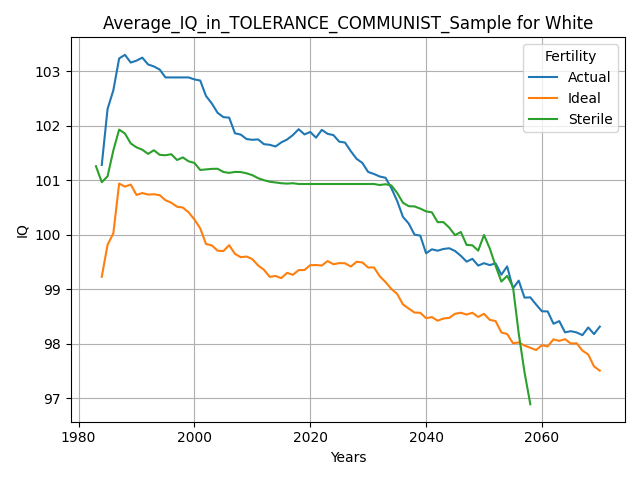 Average_IQ_in_TOLERANCE_COMMUNIST_Sample for White
Fertility
Actual
Ideal
Sterile
IQ
103
102
101
100
99
98
97
1980
2000
2020
2040
2060
Years